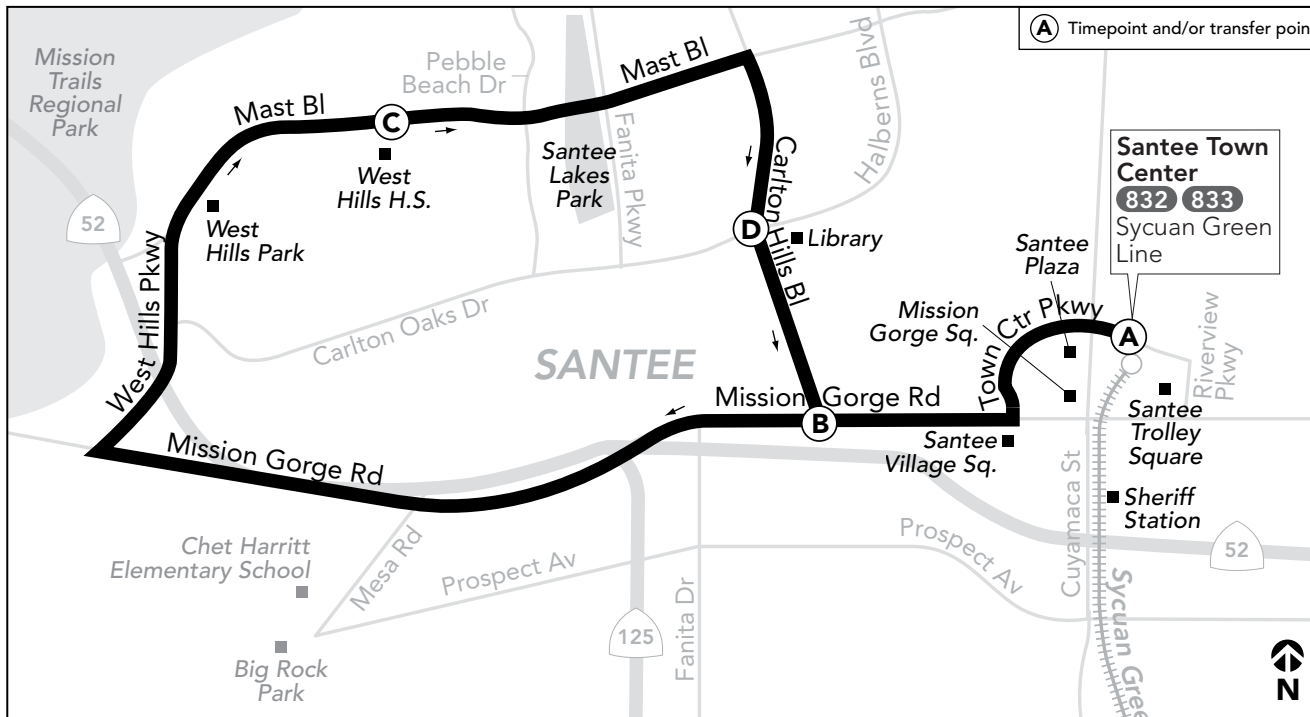 A Timepoint and/or transfer poin
Mission
Trails
Regional
Park
Pebble
Beach Dr
Mast Bl
Halberns Blvd
Mast Bl
C
West
Hills H.S.
Santee
Lakes
Park
Fanita Pkwy
Carlton Hills Bl
Santee Town
Center
832 833
Sycuan Green
Line
52
West
Hills Park
D
Library
Santee
Plaza
West Hills Pkwy
Carlton Oaks Dr
Mission
Gorge Sq.
Town Ctr Pkwy
A
Riverview
Pkwy
SANTEE
Mission Gorge Rd
B
Santee
Village Sq.
Santee
Trolley
Square
Mission Gorge Rd
Cuyamaca St
Sheriff
Station
Chet Harritt
Elementary School
Mesa Rd
Prospect Av
Prospect Av
52
Big Rock
Park
125
Fanita Dr
Sycuan Gree
N